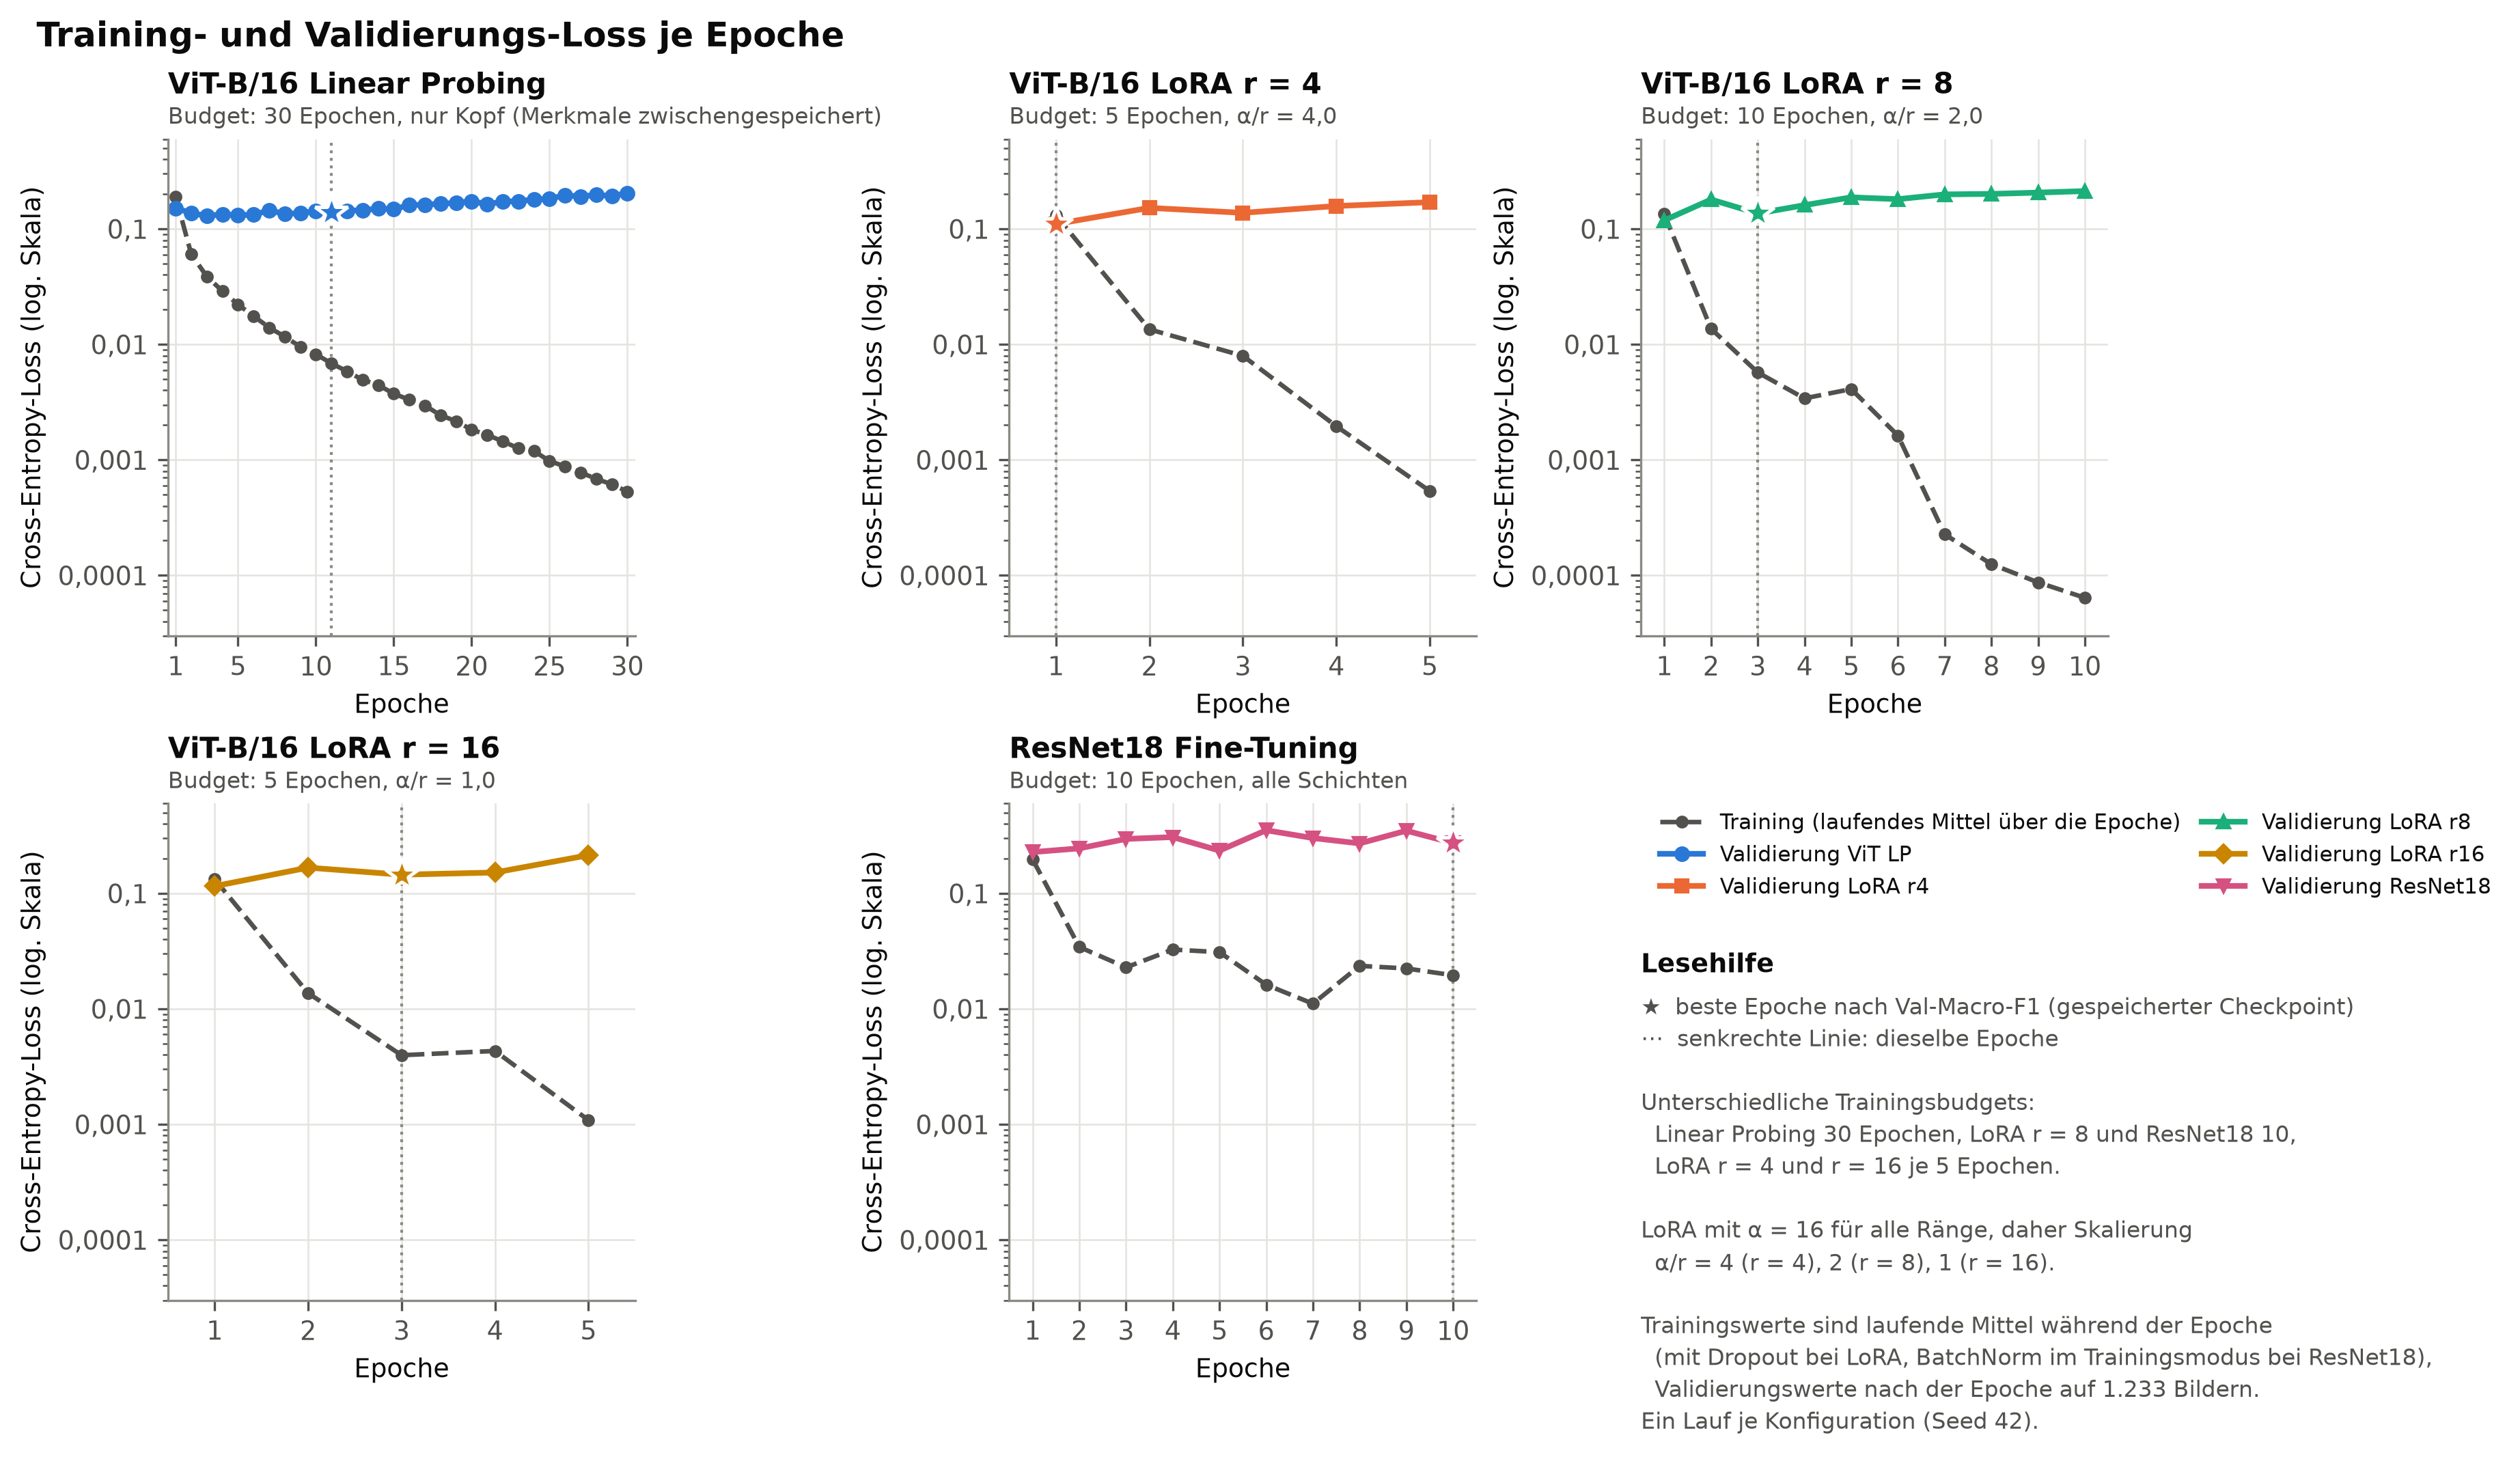 Training- und Validierungs-Loss je Epoche
ViT-B/16 Linear Probing
Budget: 30 Epochen, nur Kopf (Merkmale zwischengespeichert)
Cross-Entropy-Loss (log. Skala)
0,1
0,01
0,001
0,0001
1 5 10 15 20 25 30
Epoche
ViT-B/16 LoRA r = 4
Budget: 5 Epochen, α/r = 4,0
Cross-Entropy-Loss (log. Skala)
0,1
0,01
0,001
0,0001
1 2 3 4 5
Epoche
ViT-B/16 LoRA r = 8
Budget: 10 Epochen, α/r = 2,0
Cross-Entropy-Loss (log. Skala)
0,1
0,01
0,001
0,0001
1 2 3 4 5 6 7 8 9 10
Epoche
ViT-B/16 LoRA r = 16
Budget: 5 Epochen, α/r = 1,0
Cross-Entropy-Loss (log. Skala)
0,1
0,01
0,001
0,0001
1 2 3 4 5
Epoche
ResNet18 Fine-Tuning
Budget: 10 Epochen, alle Schichten
Cross-Entropy-Loss (log. Skala)
0,1
0,01
0,001
0,0001
1 2 3 4 5 6 7 8 9 10
Epoche
Training (laufendes Mittel über die Epoche)
Validierung ViT LP
Validierung LoRA r4
Validierung LoRA r8
Validierung LoRA r16
Validierung ResNet18
Lesehilfe
★ beste Epoche nach Val-Macro-F1 (gespeicherter Checkpoint)
⋯ senkrechte Linie: dieselbe Epoche
Unterschiedliche Trainingsbudgets:
Linear Probing 30 Epochen, LoRA r = 8 und ResNet18 10,
LoRA r = 4 und r = 16 je 5 Epochen.
LoRA mit α = 16 für alle Ränge, daher Skalierung
α/r = 4 (r = 4), 2 (r = 8), 1 (r = 16).
Trainingswerte sind laufende Mittel während der Epoche
(mit Dropout bei LoRA, BatchNorm im Trainingsmodus bei ResNet18),
Validierungswerte nach der Epoche auf 1.233 Bildern.
Ein Lauf je Konfiguration (Seed 42).